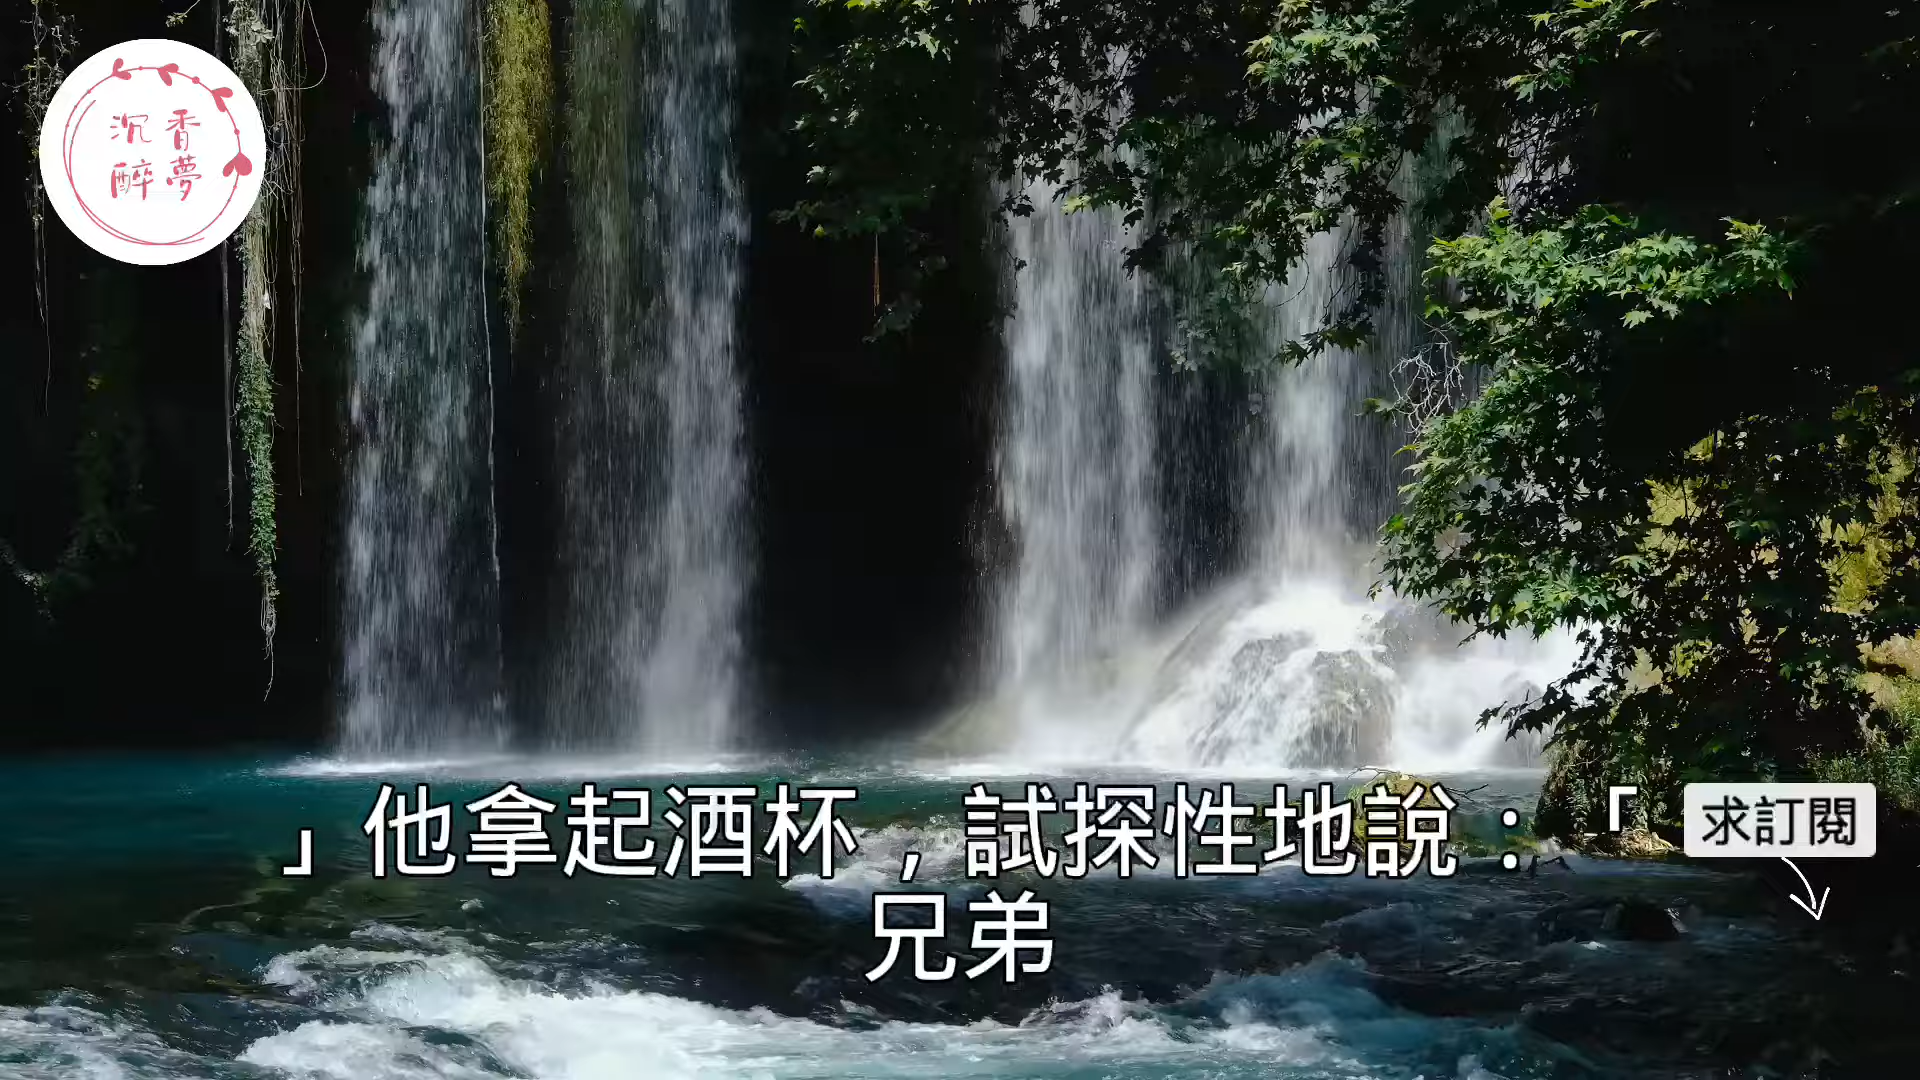 沉香
醉夢
」他拿起酒杯，試探性地說：「
兄弟
求訂閱